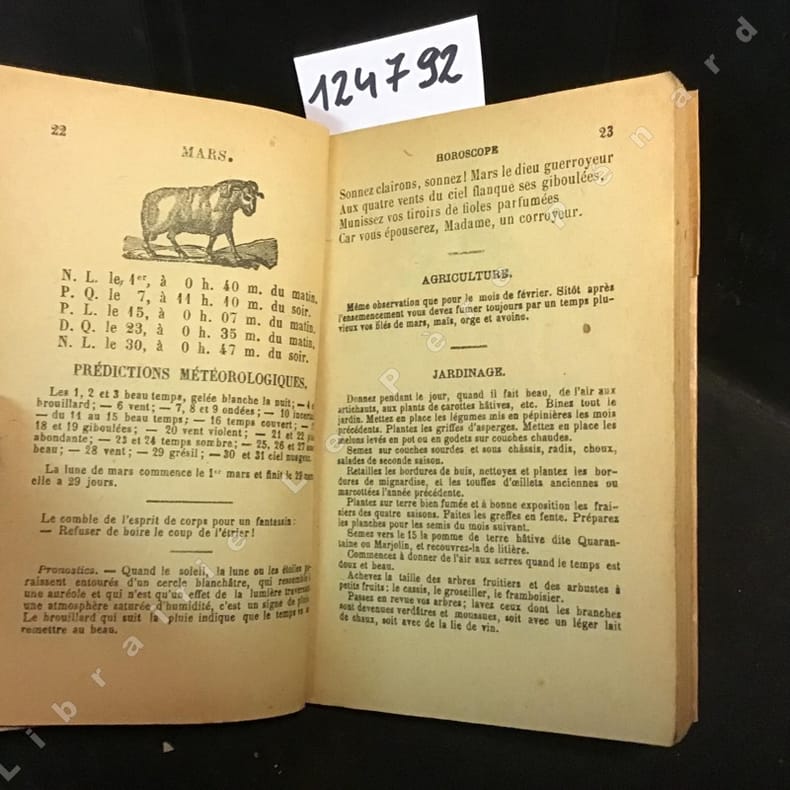 124792
22
MARS.
N. L. le 1er, à 0 h. 40 m. du matin.
P. Q. le 7, à 11 h. 10 m. du soir.
P. L. le 15, à 0 h. 07 m. du matin.
D. Q. le 23, à 0 h. 35 m. du matin.
N. L. le 30, à 0 h. 47 m. du soir.
PRÉDICTIONS MÉTÉOROLOGIQUES.
Les 1, 2 et 3 beau temps, gelée blanche la nuit; — 4
brouillard; — 6 vent; — 7, 8 et 9 ondées; — 10
— du 11 au 15 beau temps; — 16 temps couvert; —
18 et 19 giboulées; — 20 vent violent; — 21 et 22
abondante; — 23 et 24 temps sombre; — 25, 26 et 27
beau; — 28 vent; — 29 grésil; — 30 et 31 ciel nuageux.
La lune de mars commence le 1er mars et finit le 29
elle a 29 jours.
Le comble de l'esprit de corps pour un fantassin:
— Refuser de boire le coup de l'étrier!
Pronostics. — Quand le soleil, la lune ou les étoiles
raissent entourés d'un cercle blanchâtre, qui
une auréole et qui n'est qu'un effet de la lumière
une atmosphère saturée d'humidité, c'est un signe de
Le brouillard qui suit la pluie indique que le temps va
remettre au beau.
23
HOROSCOPE
Sonnez clairons, sonnez! Mars le dieu guerroyeur
Aux quatre vents du ciel flanque ses giboulées,
Munissez vos tiroirs de fioles parfumées
Car vous épouserez, Madame, un corroyeur.
AGRICULTURE.
Même observation que pour le mois de février. Sitôt après
l'ensemencement vous devez fumer toujours par un temps plu-
vieux vos blés de mars, maïs, orge et avoine.
JARDINAGE.
Donnez pendant le jour, quand il fait beau, de l'air aux
artichauts, aux plants de carottes hâtives, etc. Binez tout le
jardin. Mettez en place les légumes mis en pépinières les mois
précédents. Plantez les griffes d'asperges. Mettez en place les
melons levés en pot ou en godets sur couches chaudes.
Semez sur couches sourdes et sous châssis, radis, choux,
salades de seconde saison.
Retaillez les bordures de buis, nettoyez et plantez les bor-
dures de mignardise, et les touffes d'œillets anciennes ou
marcottées l'année précédente.
Plantez sur terre bien fumée et à bonne exposition les frai-
siers des quatre saisons. Faites les greffes en fente. Préparez
les planches pour les semis du mois suivant.
Semez vers le 15 la pomme de terre hâtive dite Quaran-
taine ou Marjolin, et recouvrez-la de litière.
Commencez à donner de l'air aux serres quand le temps est
doux et beau.
Achevez la taille des arbres fruitiers et des arbustes à
petits fruits: le cassis, le groseiller, le framboisier.
Passez en revue vos arbres; lavez ceux dont les branches
sont devenues verdâtres et moussues, soit avec un léger lait
de chaux, soit avec de la lie de vin.
Librairie Le Pere Penard